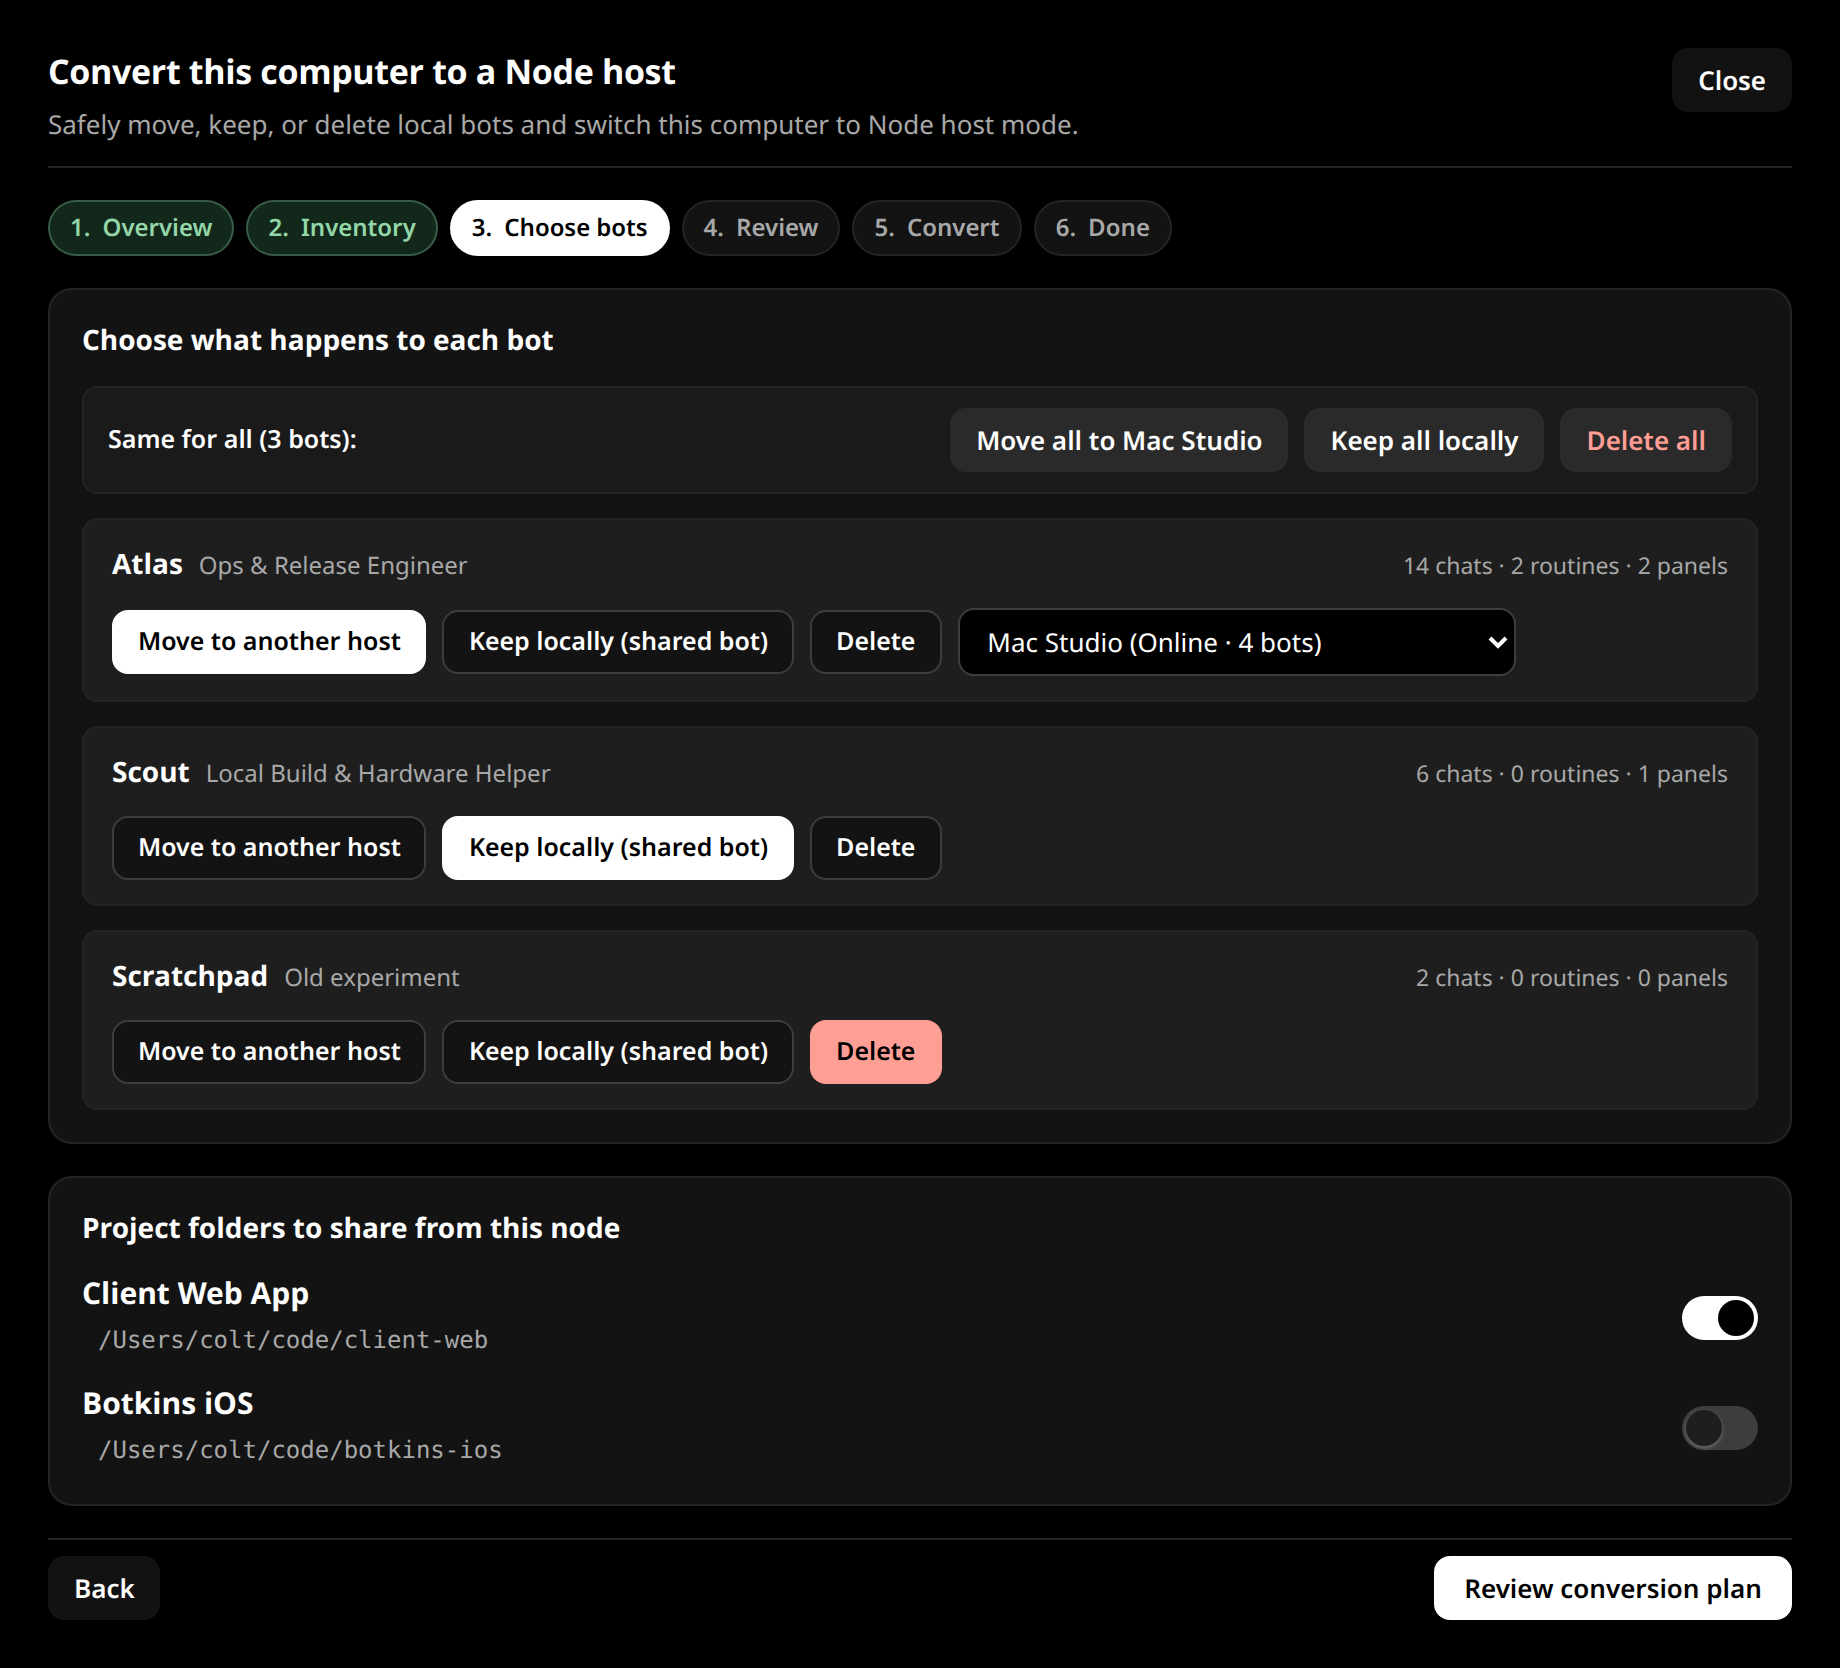 Convert this computer to a Node host
Close
Safely move, keep, or delete local bots and switch this computer to Node host mode.
1. Overview
2. Inventory
3. Choose bots
4. Review
5. Convert
6. Done
Choose what happens to each bot
Same for all (3 bots):
Move all to Mac Studio
Keep all locally
Delete all
Atlas Ops & Release Engineer
14 chats · 2 routines · 2 panels
Move to another host
Keep locally (shared bot)
Delete
Mac Studio (Online · 4 bots)
Scout Local Build & Hardware Helper
6 chats · 0 routines · 1 panels
Move to another host
Keep locally (shared bot)
Delete
Scratchpad Old experiment
2 chats · 0 routines · 0 panels
Move to another host
Keep locally (shared bot)
Delete
Project folders to share from this node
Client Web App
/Users/colt/code/client-web
Botkins iOS
/Users/colt/code/botkins-ios
Back
Review conversion plan